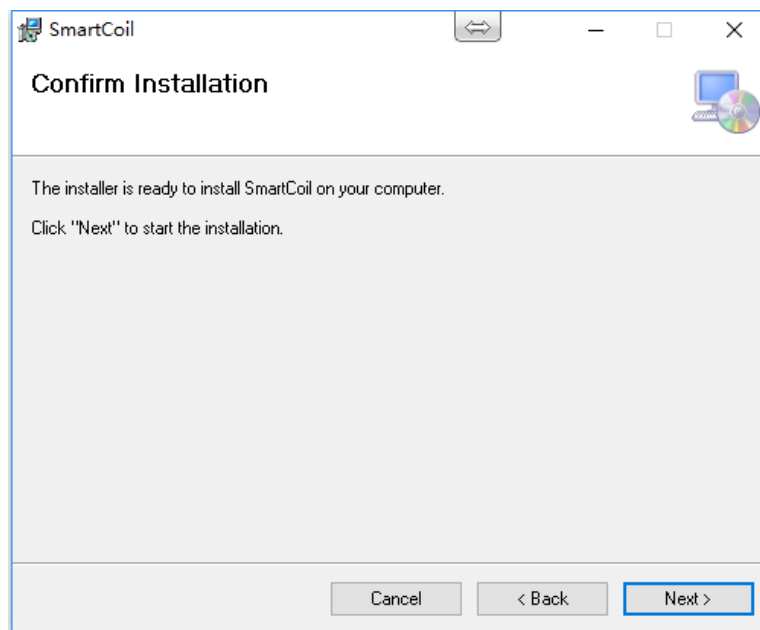 SmartCoil
Confirm Installation
The installer is ready to install SmartCoil on your computer.
Click "Next" to start the installation.
Cancel
< Back
Next >